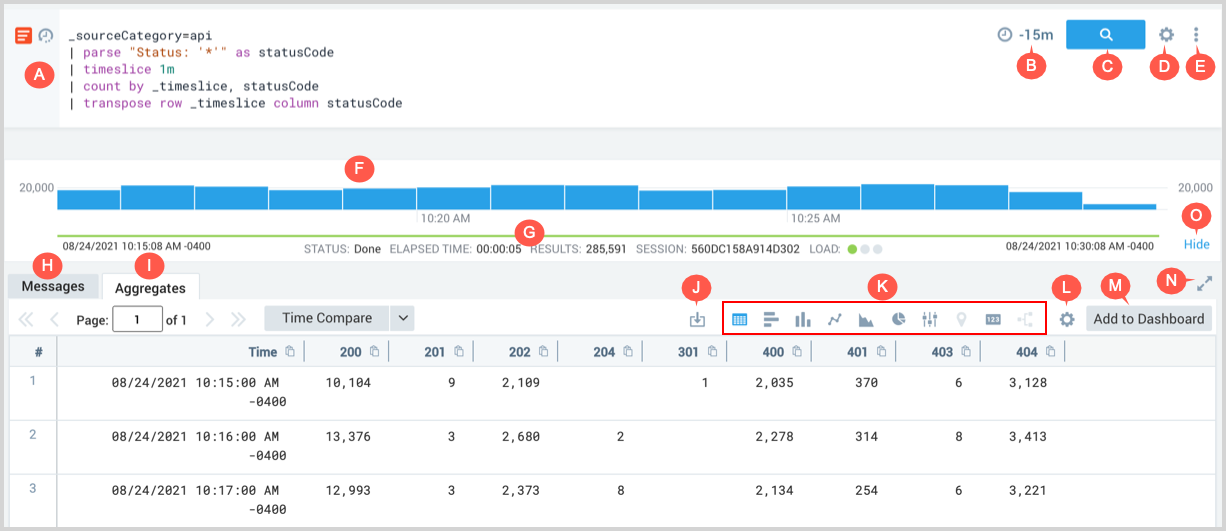 _sourceCategory=api
| parse "Status: '*'" as statusCode
| timeslice 1m
| count by _timeslice, statusCode
| transpose row _timeslice column statusCode
-15m
A B C D E
F
20,000 20,000
10:20 AM 10:25 AM
G O
08/24/2021 10:15:08 AM -0400 STATUS: Done ELAPSED TIME: 00:00:05 RESULTS: 285,591 SESSION: 560DC158A914D302 LOAD: 08/24/2021 10:30:08 AM -0400 Hide
H I J K L M N
Messages Aggregates
Page: 1 of 1 Time Compare 123 Add to Dashboard
# Time 200 201 202 204 301 400 401 403 404
1 08/24/2021 10:15:00 AM 10,104 9 2,109 1 2,035 370 6 3,128
-0400
2 08/24/2021 10:16:00 AM 13,376 3 2,680 2 2,278 314 8 3,413
-0400
3 08/24/2021 10:17:00 AM 12,993 3 2,373 8 2,134 254 6 3,221
-0400